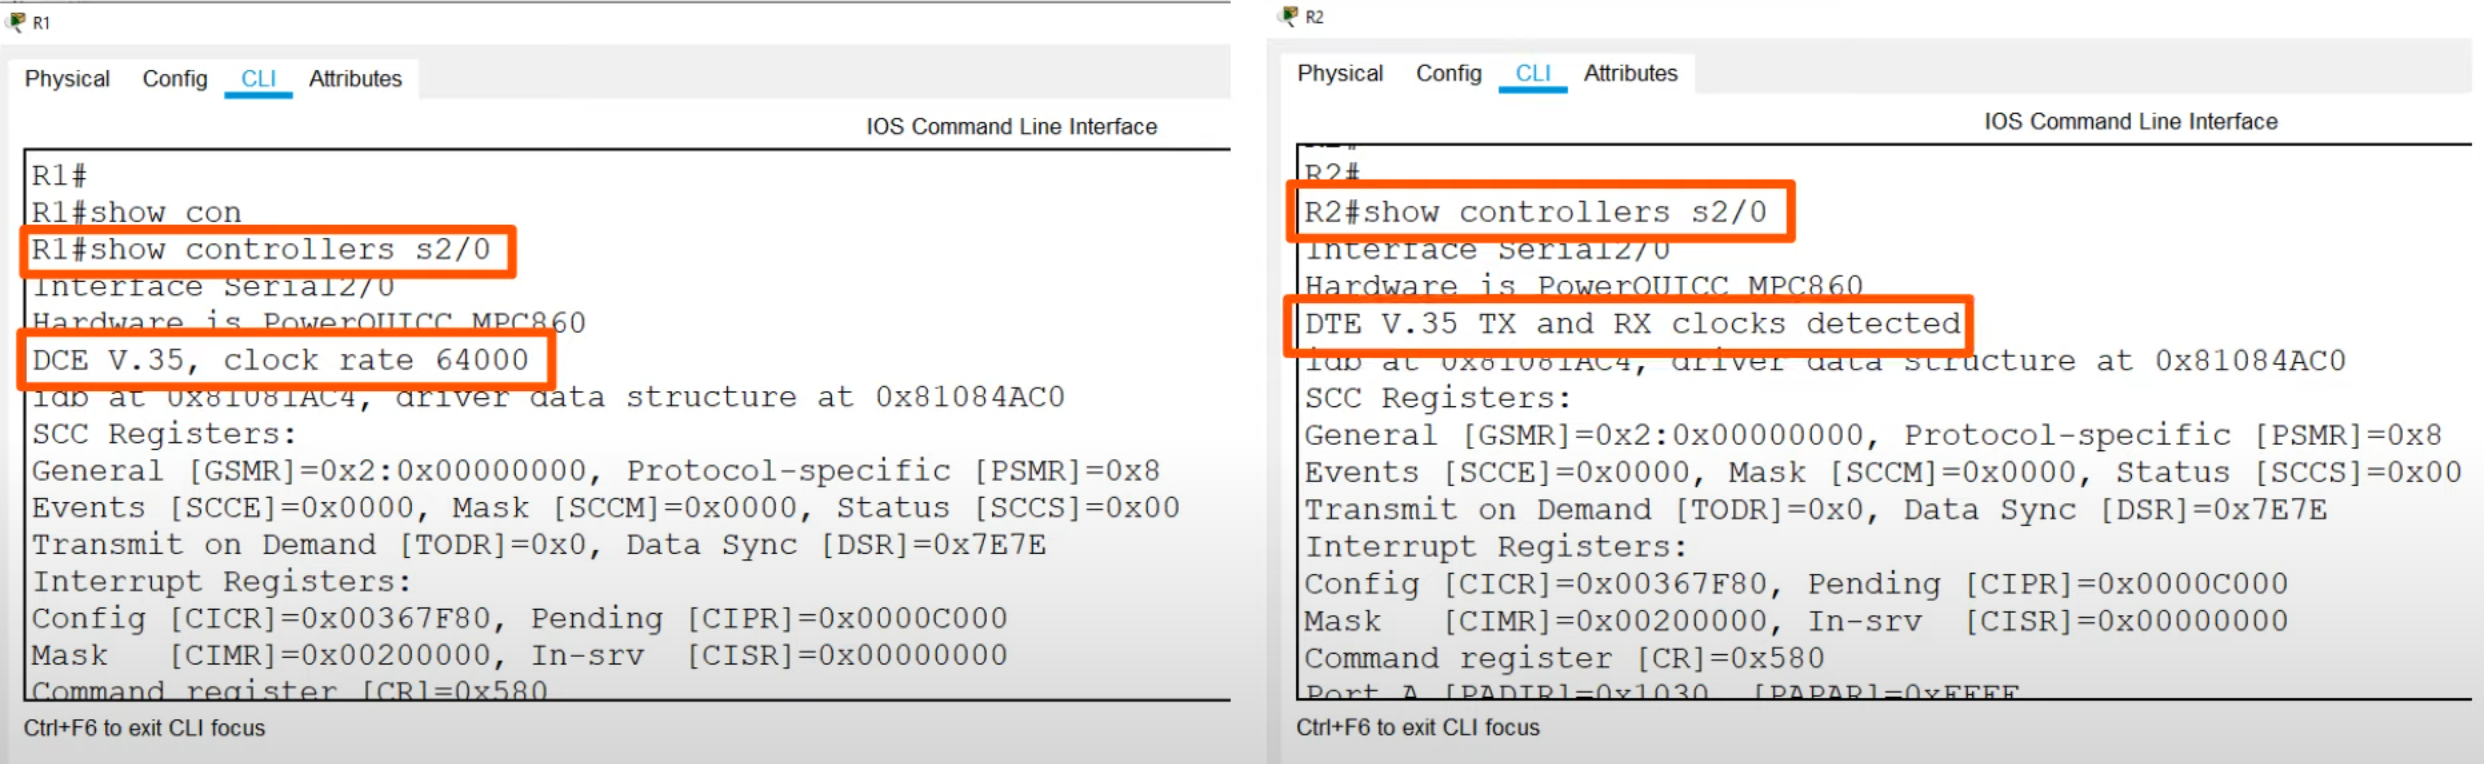 R1
Physical Config CLI Attributes
IOS Command Line Interface
R1#
R1#show con
R1#show controllers s2/0
Interface Serial2/0
Hardware is PowerQUICC MPC860
DCE V.35, clock rate 64000
idb at 0x81081AC4, driver data structure at 0x81084AC0
SCC Registers:
General [GSMR]=0x2:0x00000000, Protocol-specific [PSMR]=0x8
Events [SCCE]=0x0000, Mask [SCCM]=0x0000, Status [SCCS]=0x00
Transmit on Demand [TODR]=0x0, Data Sync [DSR]=0x7E7E
Interrupt Registers:
Config [CICR]=0x00367F80, Pending [CIPR]=0x0000C000
Mask [CIMR]=0x00200000, In-srv [CISR]=0x00000000
Command register [CR]=0x580
Ctrl+F6 to exit CLI focus
R2
Physical Config CLI Attributes
IOS Command Line Interface
R2#
R2#show controllers s2/0
Interface Serial2/0
Hardware is PowerQUICC MPC860
DTE V.35 TX and RX clocks detected
idb at 0x81081AC4, driver data structure at 0x81084AC0
SCC Registers:
General [GSMR]=0x2:0x00000000, Protocol-specific [PSMR]=0x8
Events [SCCE]=0x0000, Mask [SCCM]=0x0000, Status [SCCS]=0x00
Transmit on Demand [TODR]=0x0, Data Sync [DSR]=0x7E7E
Interrupt Registers:
Config [CICR]=0x00367F80, Pending [CIPR]=0x0000C000
Mask [CIMR]=0x00200000, In-srv [CISR]=0x00000000
Command register [CR]=0x580
Port A [PADIR]=0x1030, [PAPAR]=0xFFFF
Ctrl+F6 to exit CLI focus